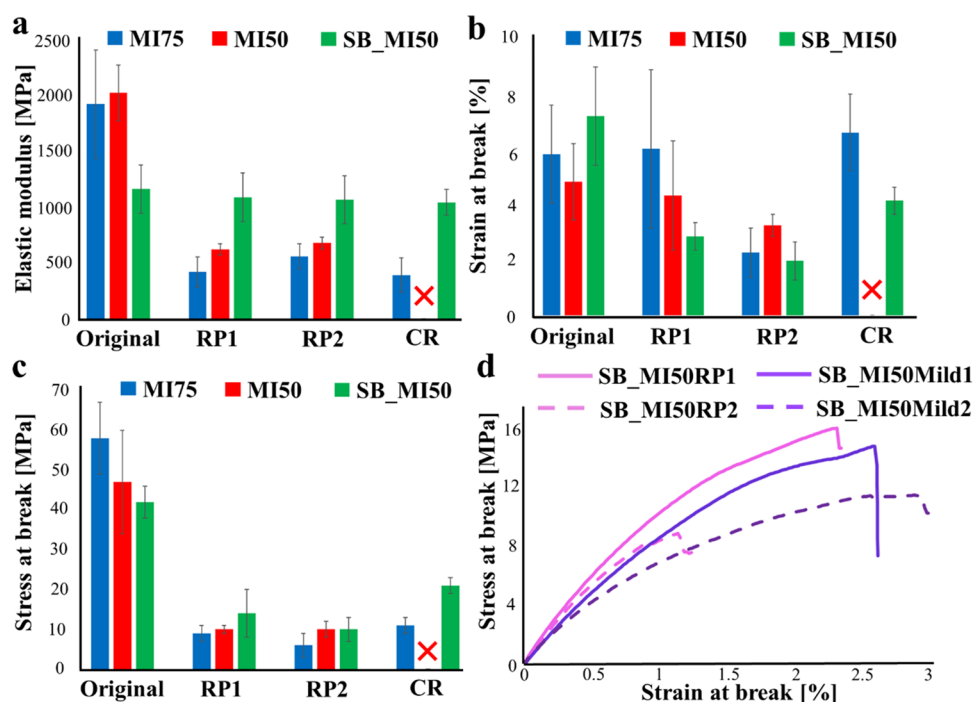 a
MI75 MI50 SB_MI50
Elastic modulus [MPa]
2500
2000
1500
1000
500
0
Original RP1 RP2 CR
b
MI75 MI50 SB_MI50
Strain at break [%]
10
8
6
4
2
0
Original RP1 RP2 CR
c
MI75 MI50 SB_MI50
Stress at break [MPa]
70
60
50
40
30
20
10
0
Original RP1 RP2 CR
d
SB_MI50RP1 SB_MI50Mild1
SB_MI50RP2 SB_MI50Mild2
Stress at break [MPa]
16
12
8
4
0
0 0.5 1 1.5 2 2.5 3
Strain at break [%]